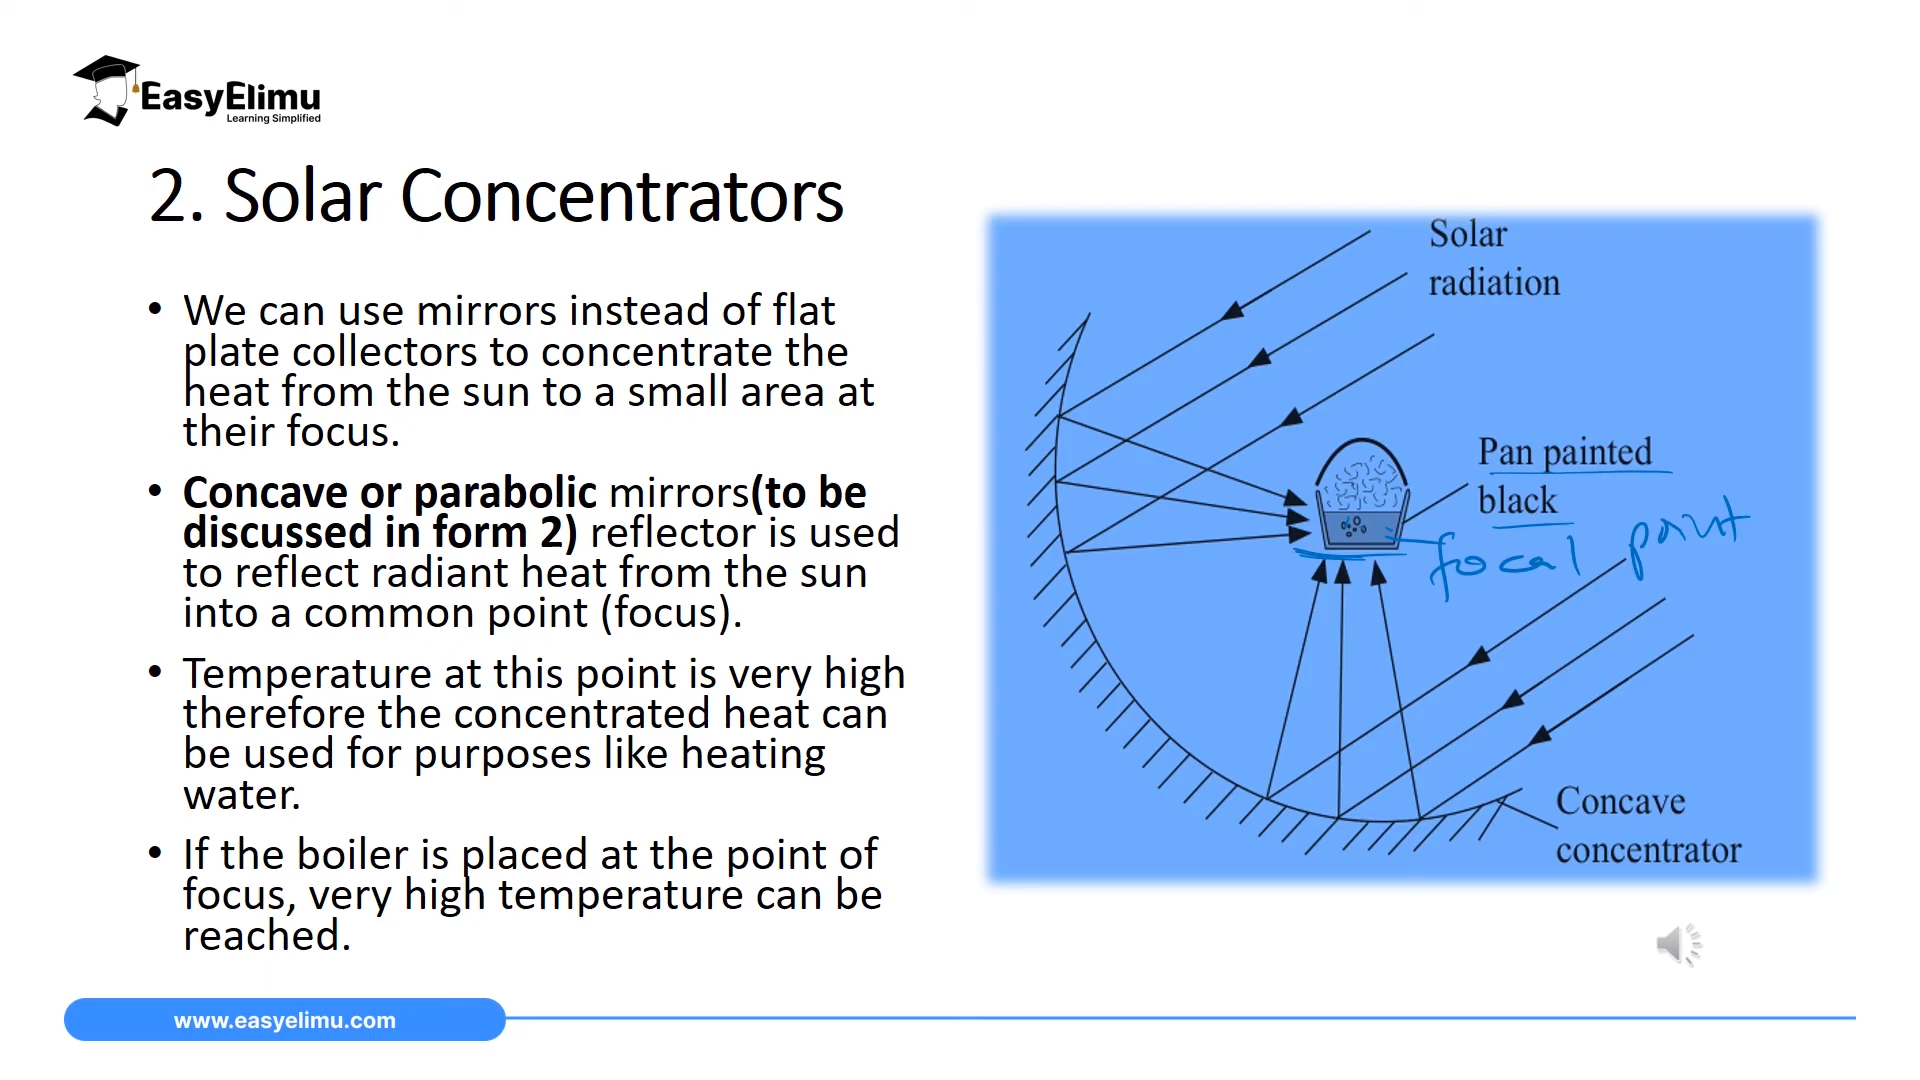 EasyElimu
Learning Simplified
2. Solar Concentrators
• We can use mirrors instead of flat
plate collectors to concentrate the
heat from the sun to a small area at
their focus.
• Concave or parabolic mirrors(to be
discussed in form 2) reflector is used
to reflect radiant heat from the sun
into a common point (focus).
• Temperature at this point is very high
therefore the concentrated heat can
be used for purposes like heating
water.
• If the boiler is placed at the point of
focus, very high temperature can be
reached.
Solar
radiation
Pan painted
black
focal point
Concave
concentrator
www.easyelimu.com